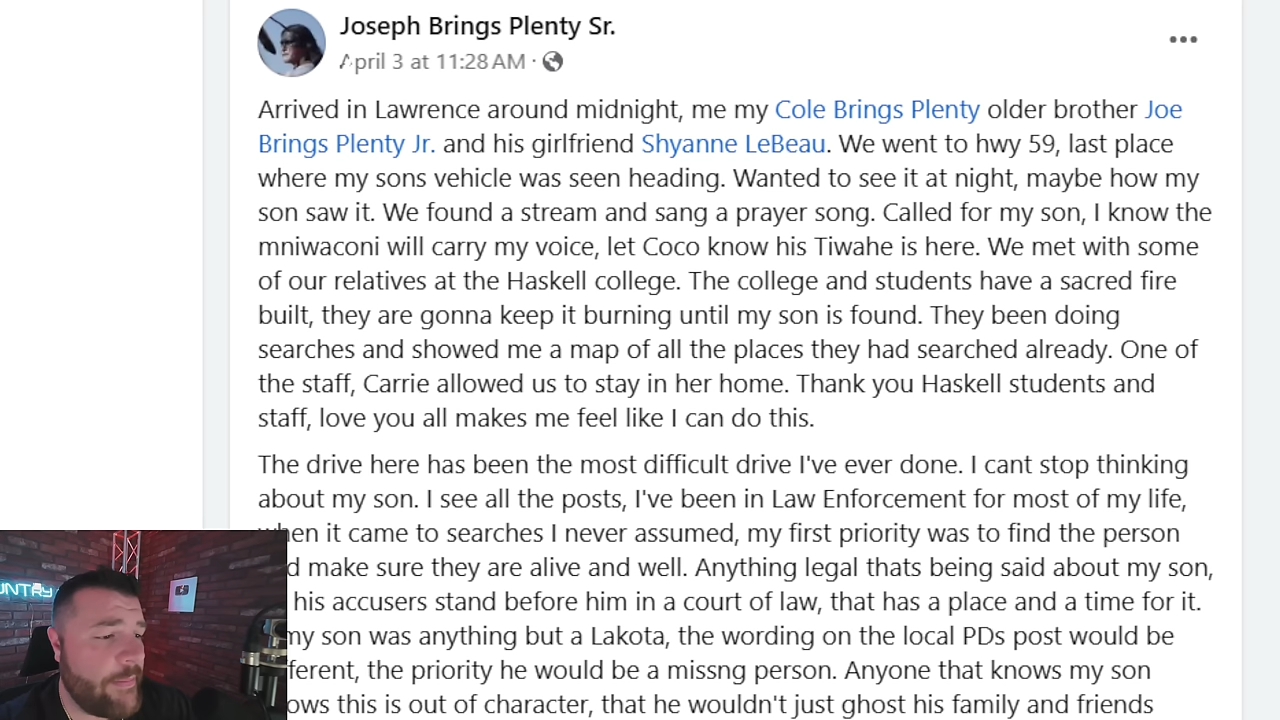 Joseph Brings Plenty Sr.
April 3 at 11:28 AM ·
Arrived in Lawrence around midnight, me my Cole Brings Plenty older brother Joe
Brings Plenty Jr. and his girlfriend Shyanne LeBeau. We went to hwy 59, last place
where my sons vehicle was seen heading. Wanted to see it at night, maybe how my
son saw it. We found a stream and sang a prayer song. Called for my son, I know the
mniwaconi will carry my voice, let Coco know his Tiwahe is here. We met with some
of our relatives at the Haskell college. The college and students have a sacred fire
built, they are gonna keep it burning until my son is found. They been doing
searches and showed me a map of all the places they had searched already. One of
the staff, Carrie allowed us to stay in her home. Thank you Haskell students and
staff, love you all makes me feel like I can do this.
The drive here has been the most difficult drive I've ever done. I cant stop thinking
about my son. I see all the posts, I've been in Law Enforcement for most of my life,
when it came to searches I never assumed, my first priority was to find the person
make sure they are alive and well. Anything legal thats being said about my son,
his accusers stand before him in a court of law, that has a place and a time for it.
my son was anything but a Lakota, the wording on the local PDs post would be
the priority he would be a missng person. Anyone that knows my son
this is out of character, that he wouldn't just ghost his family and friends